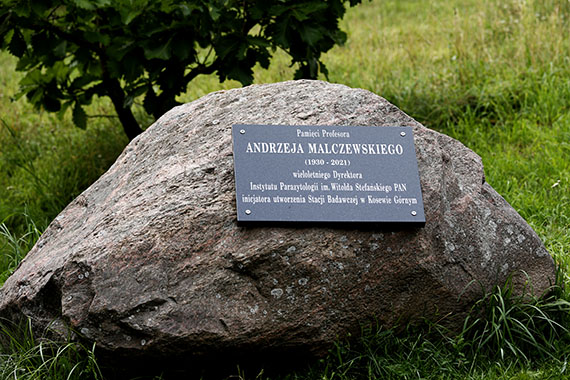 Pamięci Profesora
ANDRZEJA MALCZEWSKIEGO
(1930 - 2021)
wieloletniego Dyrektora
Instytutu Parazytologii im. Witolda Stefańskiego PAN
inicjatora utworzenia Stacji Badawczej w Kosewie Górnym